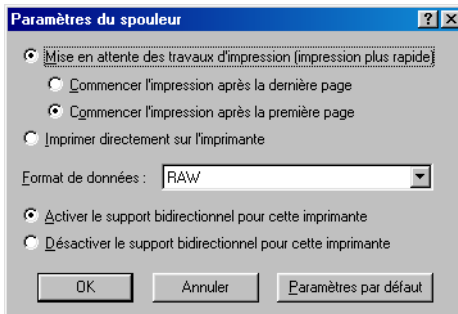 Paramètres du spouleur
Mise en attente des travaux d'impression (impression plus rapide)
Commencer l'impression après la dernière page
Commencer l'impression après la première page
Imprimer directement sur l'imprimante
Format de données : RAW
Activer le support bidirectionnel pour cette imprimante
Désactiver le support bidirectionnel pour cette imprimante
OK Annuler Paramètres par défaut